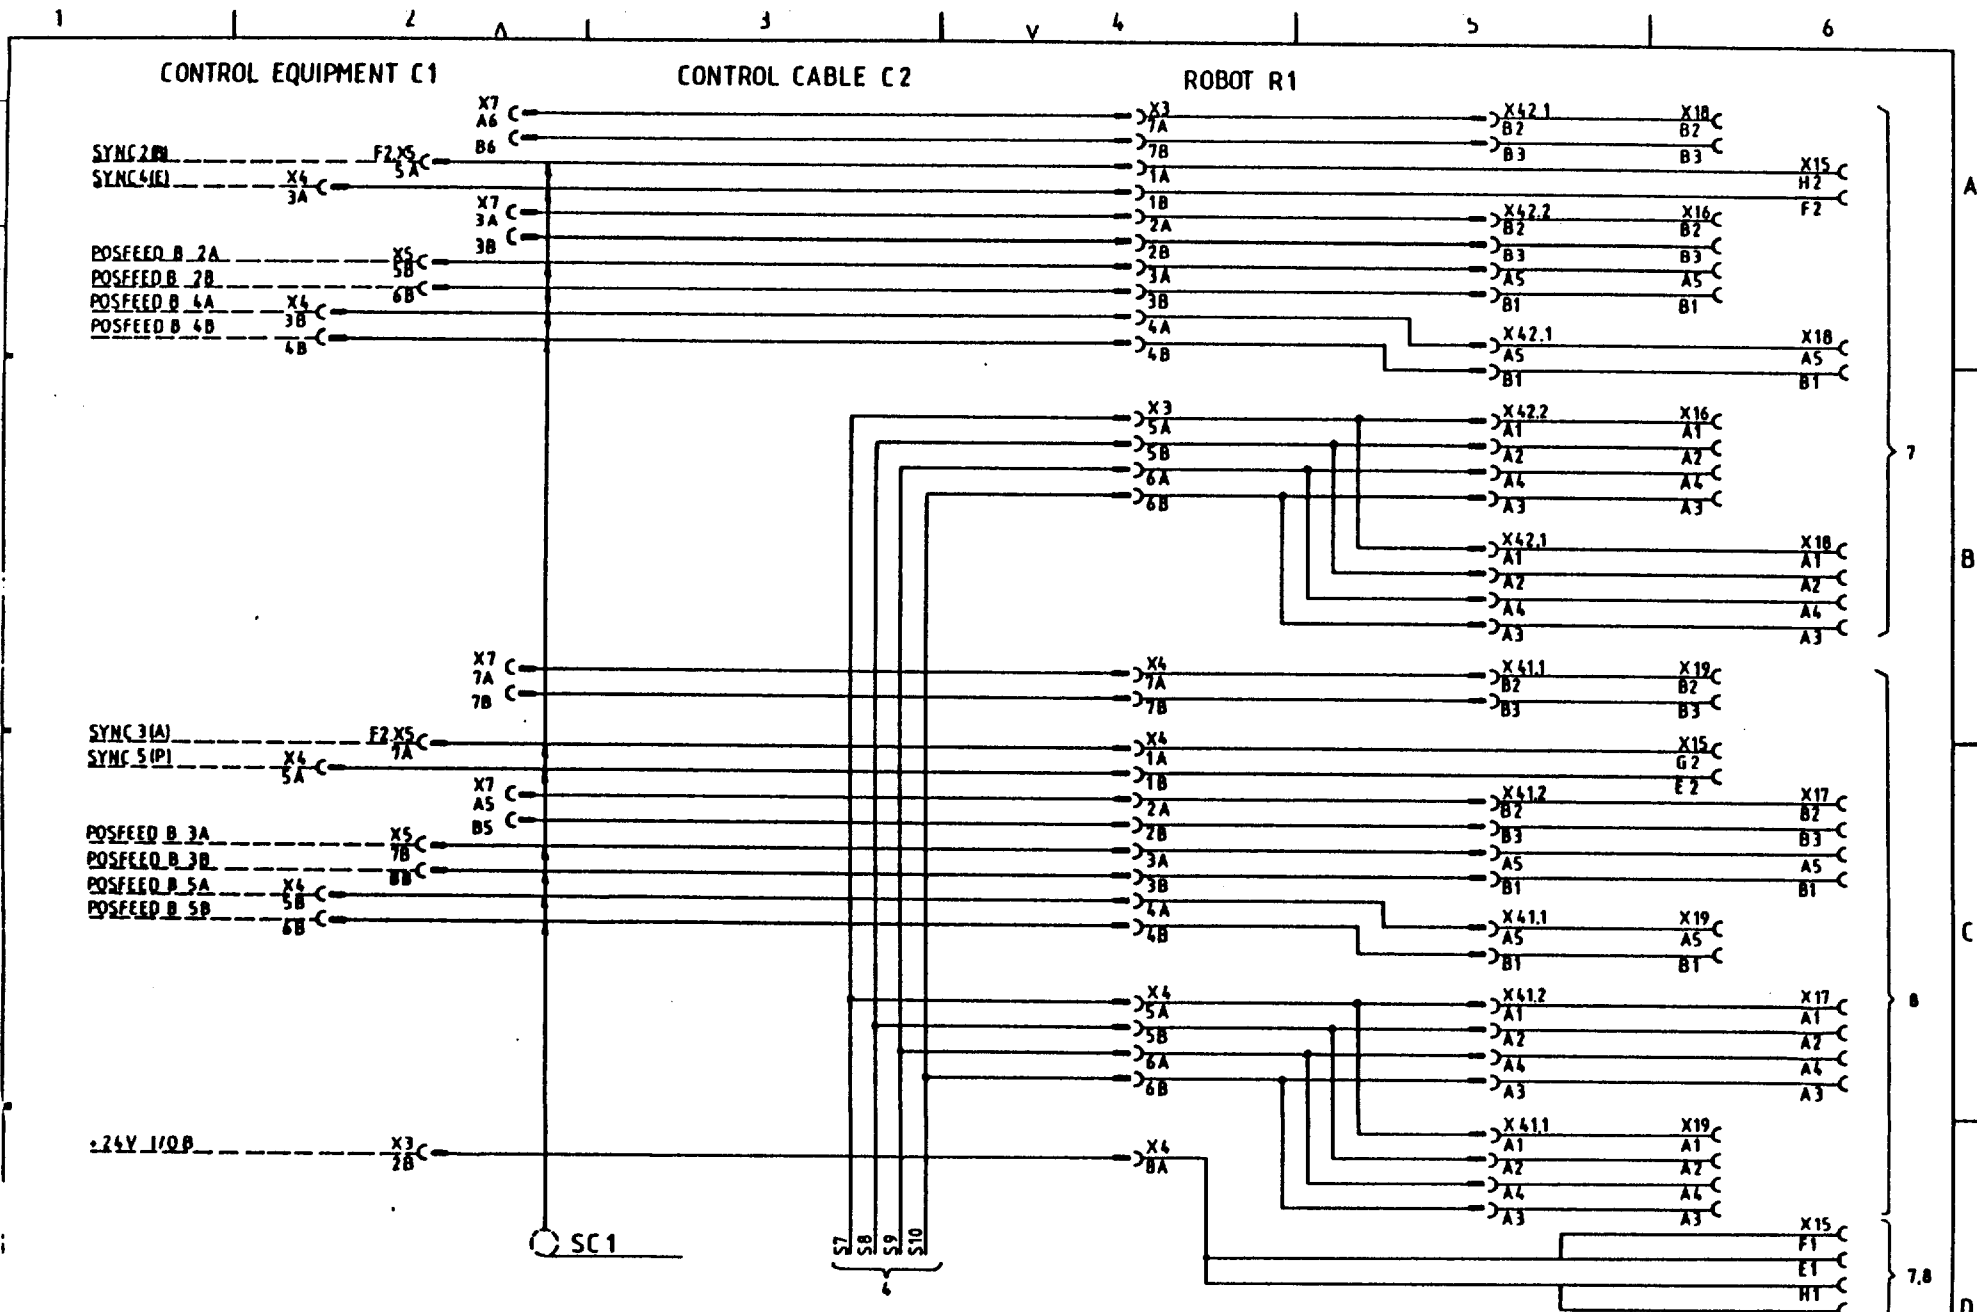 1 2 3 4 5 6
CONTROL EQUIPMENT C1 CONTROL CABLE C2 ROBOT R1
X7 X3 X42.1 X18
A6 7A B2 B2
B6 7B B3 B3
SYNC 2(B) F2.X5 X15
5A 1A H2
SYNC4(E) X4 A
3A 1B F2
X7 X42.2 X16
3A 2A B2 B2
3B 2B B3 B3
POSFEED B 2A X5
5B 3A A5 A5
POSFEED B 2B
6B 3B B1 B1
POSFEED B 4A X4
3B 4A
POSFEED B 4B X42.1 X18
4B 4B A5 A5
B1 B1
X3 X42.2 X16
5A A1 A1
5B A2 A2 7
6A A4 A4
6B A3 A3
X42.1 X18
A1 A1 B
A2 A2
A4 A4
A3 A3
X7 X4 X41.1 X19
7A 7A B2 B2
7B 7B B3 B3
SYNC 3(A) F2.X5 X4 X15
7A 1A G2
SYNC 5(P) X4
5A 1B E2
X7 X41.2 X17
A5 2A B2 B2
B5 2B B3 B3
POSFEED B 3A X5
7B 3A A5 A5
POSFEED B 3B
8B 3B B1 B1
POSFEED B 5A X4
5B 4A
POSFEED B 5B X41.1 X19
6B 4B A5 A5 C
B1 B1
X4 X41.2 X17
5A A1 A1 8
5B A2 A2
6A A4 A4
6B A3 A3
X41.1 X19
+24V I/O B X3 X4 A1 A1
2B 8A A2 A2
A4 A4
A3 A3
SC1 S7 S8 S9 S10 X15
F1
4 E1 7,8
H1
D